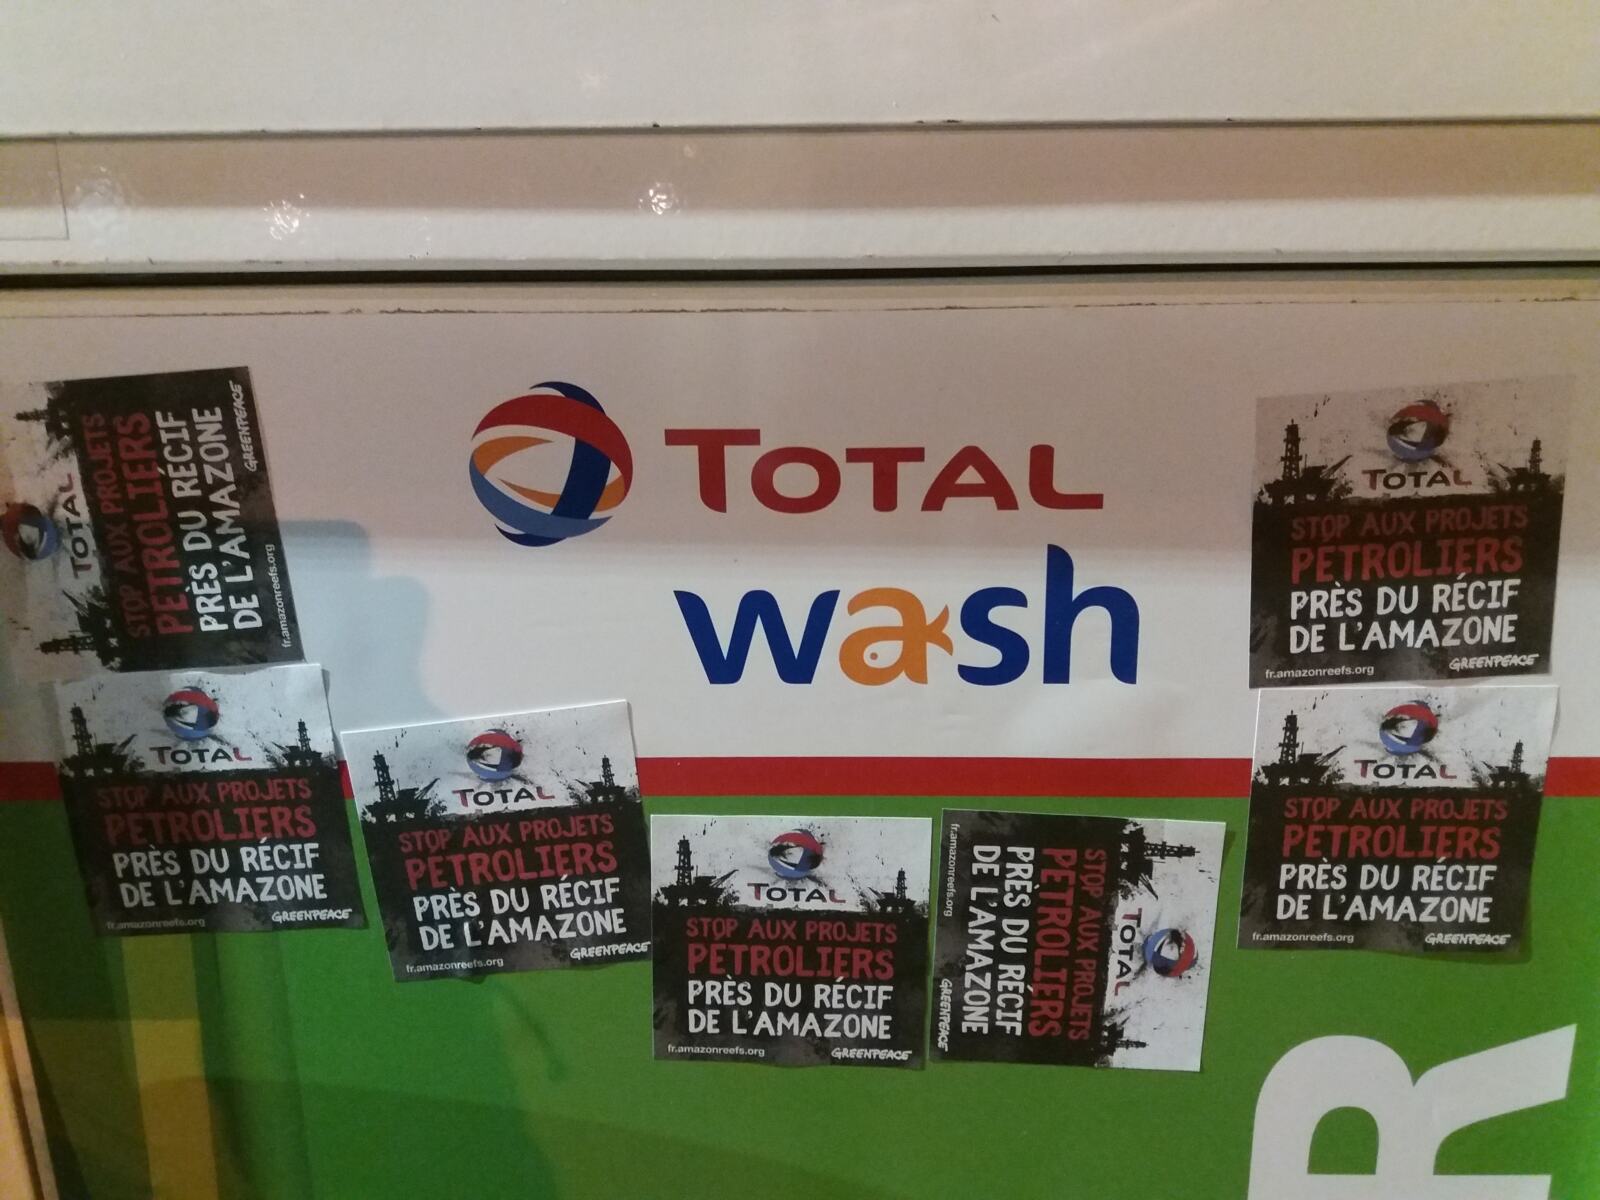 TOTAL
wash
TOTAL
STOP AUX PROJETS
PETROLIERS
PRÈS DU RÉCIF
DE L'AMAZONE
GREENPEACE
fr.amazonreefs.org
TOTAL
STOP AUX PROJETS
PETROLIERS
PRÈS DU RÉCIF
DE L'AMAZONE
fr.amazonreefs.org GREENPEACE
TOTAL
STOP AUX PROJETS
PETROLIERS
PRÈS DU RÉCIF
DE L'AMAZONE
fr.amazonreefs.org GREENPEACE
TOTAL
STOP AUX PROJETS
PETROLIERS
PRÈS DU RÉCIF
DE L'AMAZONE
fr.amazonreefs.org GREENPEACE
TOTAL
STOP AUX PROJETS
PETROLIERS
PRÈS DU RÉCIF
DE L'AMAZONE
fr.amazonreefs.org GREENPEACE
TOTAL
STOP AUX PROJETS
PETROLIERS
PRÈS DU RÉCIF
DE L'AMAZONE
fr.amazonreefs.org GREENPEACE
TOTAL
STOP AUX PROJETS
PETROLIERS
PRÈS DU RÉCIF
DE L'AMAZONE
fr.amazonreefs.org GREENPEACE
R